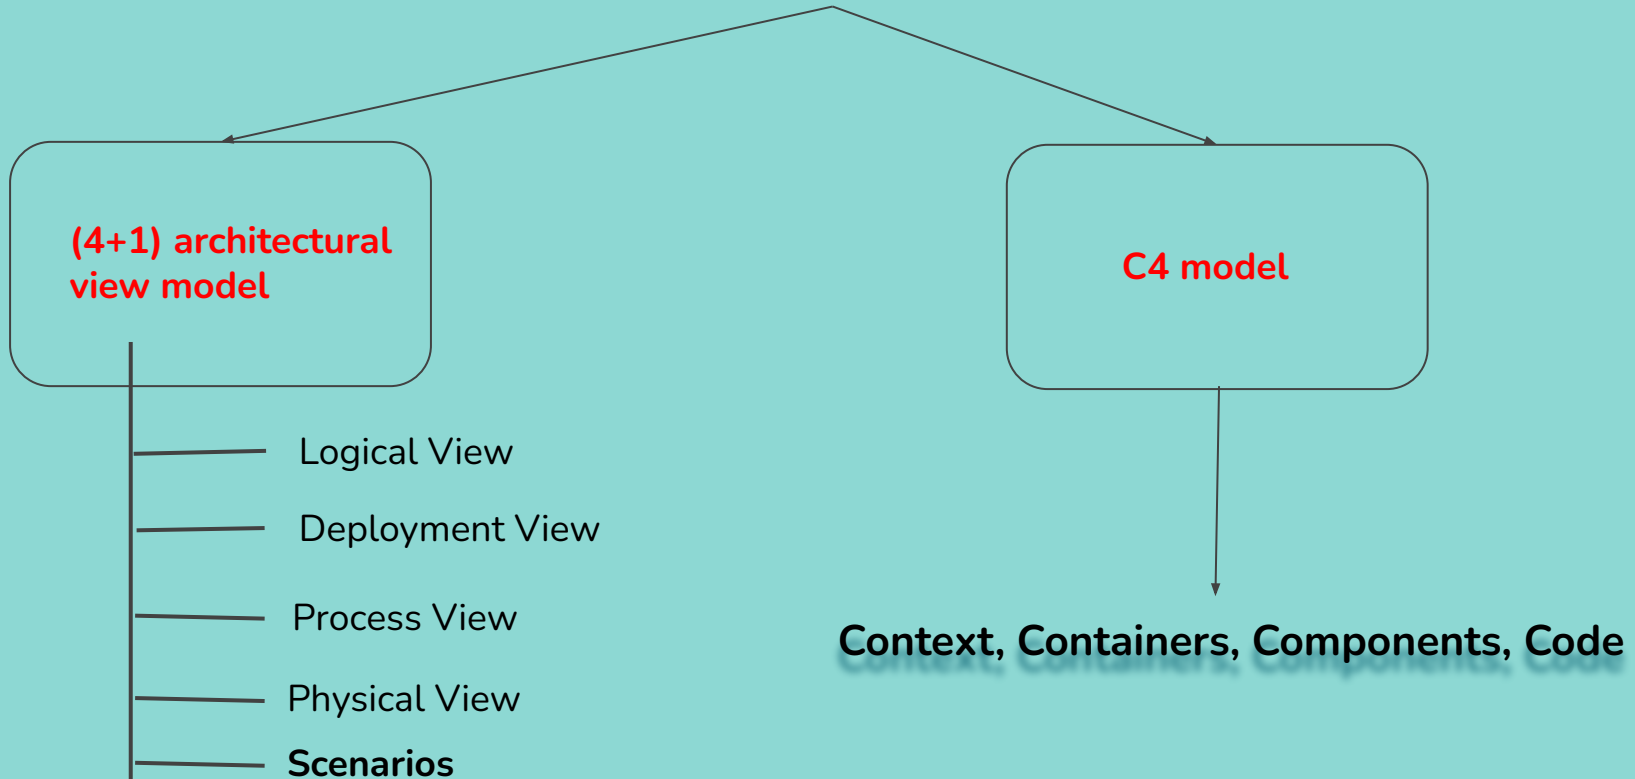 (4+1) architectural
view model
C4 model
Logical View
Deployment View
Process View
Physical View
Scenarios
Context, Containers, Components, Code